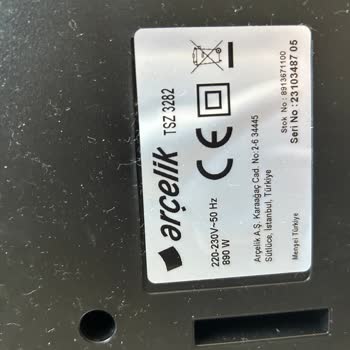 arçelik
TSZ 3282
CE
220-230V~50 Hz
890 W
Arçelik A.Ş. Karaağaç Cad. No:2-6 34445
Sütlüce, İstanbul, Türkiye
Stok No : 8913671100
Seri No : 23103487 05
Menşei Türkiye